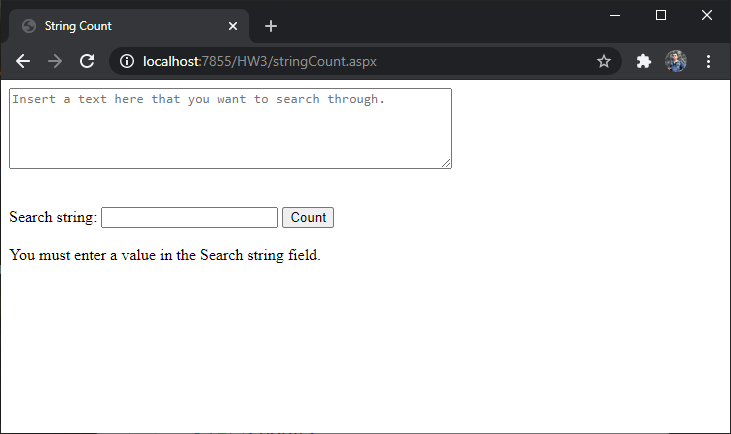 String Count
localhost:7855/HW3/stringCount.aspx
Insert a text here that you want to search through.
Search string: Count
You must enter a value in the Search string field.